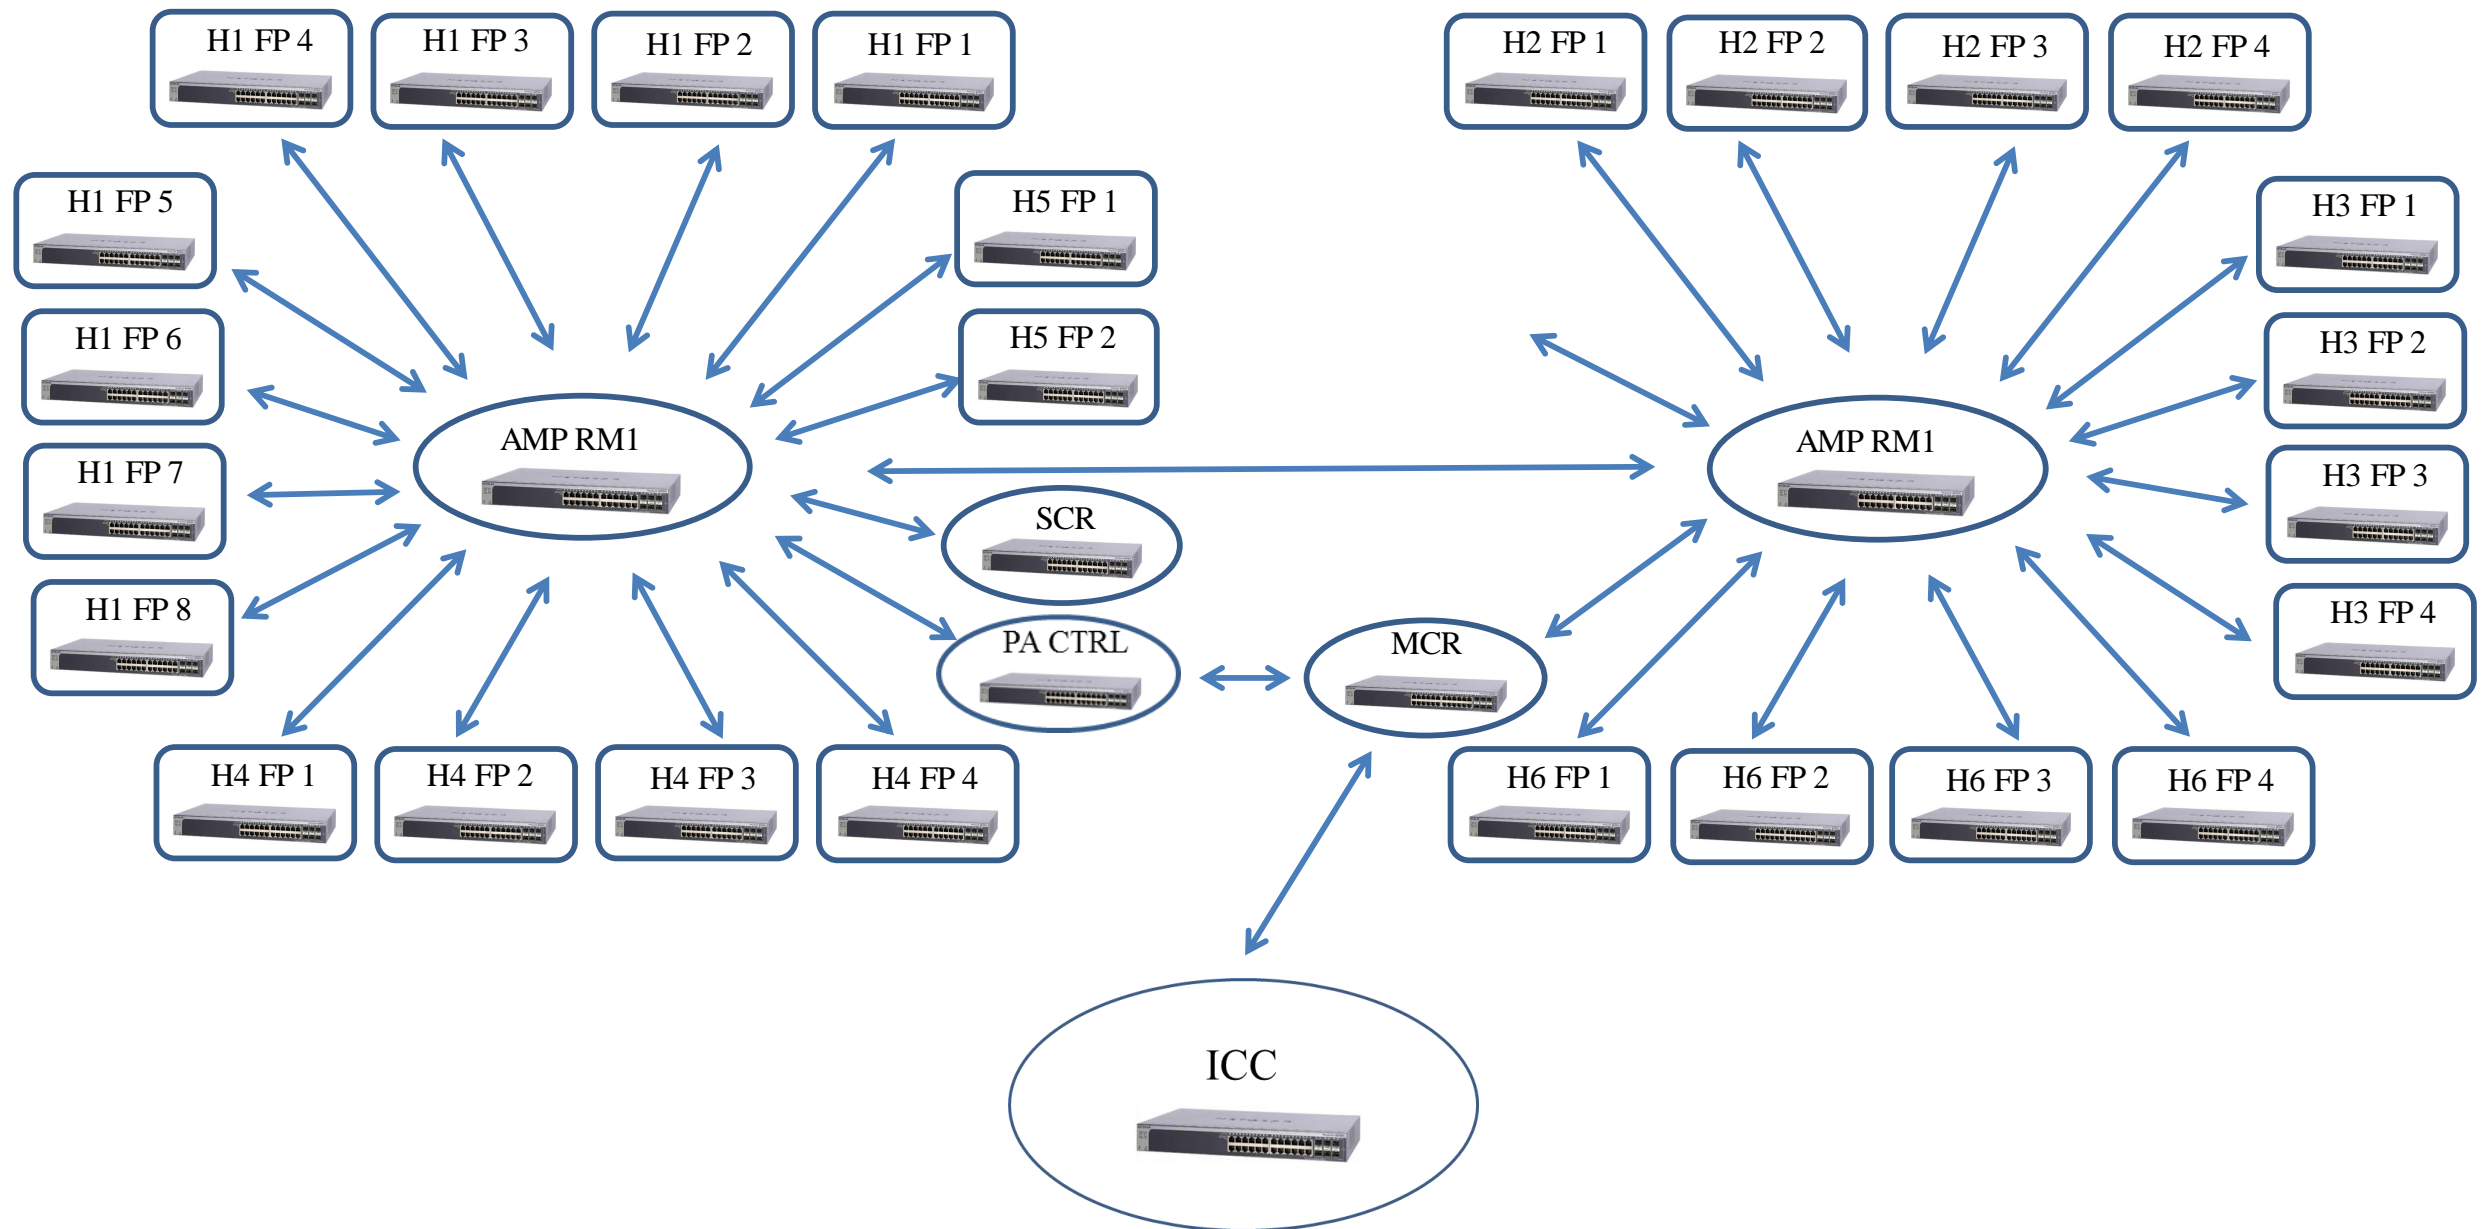 H1 FP 4
H1 FP 3
H1 FP 2
H1 FP 1
H2 FP 1
H2 FP 2
H2 FP 3
H2 FP 4
H1 FP 5
H5 FP 1
H3 FP 1
H1 FP 6
H5 FP 2
H3 FP 2
AMP RM1
AMP RM1
H1 FP 7
H3 FP 3
SCR
H1 FP 8
H3 FP 4
PA CTRL
MCR
H4 FP 1
H4 FP 2
H4 FP 3
H4 FP 4
H6 FP 1
H6 FP 2
H6 FP 3
H6 FP 4
ICC